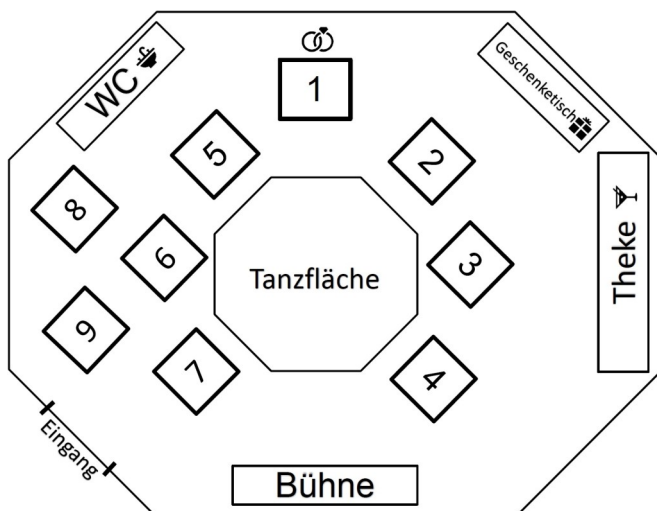 WC
1
Geschenketisch
5
2
8
Theke
6
Tanzfläche
3
9
7
4
Eingang
Bühne